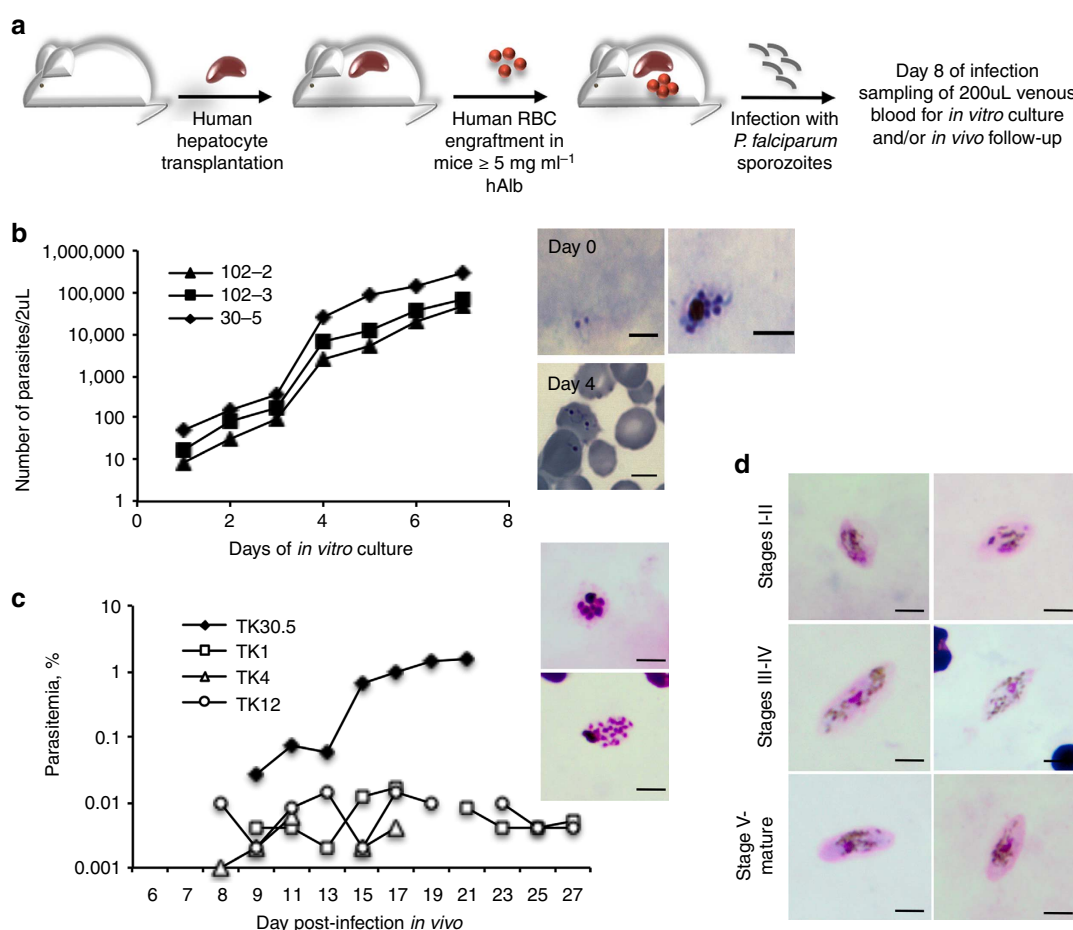 a
Human
hepatocyte
transplantation
Human RBC
engraftment in
mice ≥ 5 mg ml⁻¹
hAlb
Infection with
P. falciparum
sporozoites
Day 8 of infection
sampling of 200uL venous
blood for in vitro culture
and/or in vivo follow-up
b
Number of parasites/2uL
1,000,000
100,000
10,000
1,000
100
10
1
102–2
102–3
30–5
0 2 4 6 8
Days of in vitro culture
Day 0
Day 4
c
Parasitemia, %
10
1
0.1
0.01
0.001
TK30.5
TK1
TK4
TK12
6 7 8 9 11 13 15 17 19 21 23 25 27
Day post-infection in vivo
d
Stages I-II
Stages III-IV
Stage V-
mature